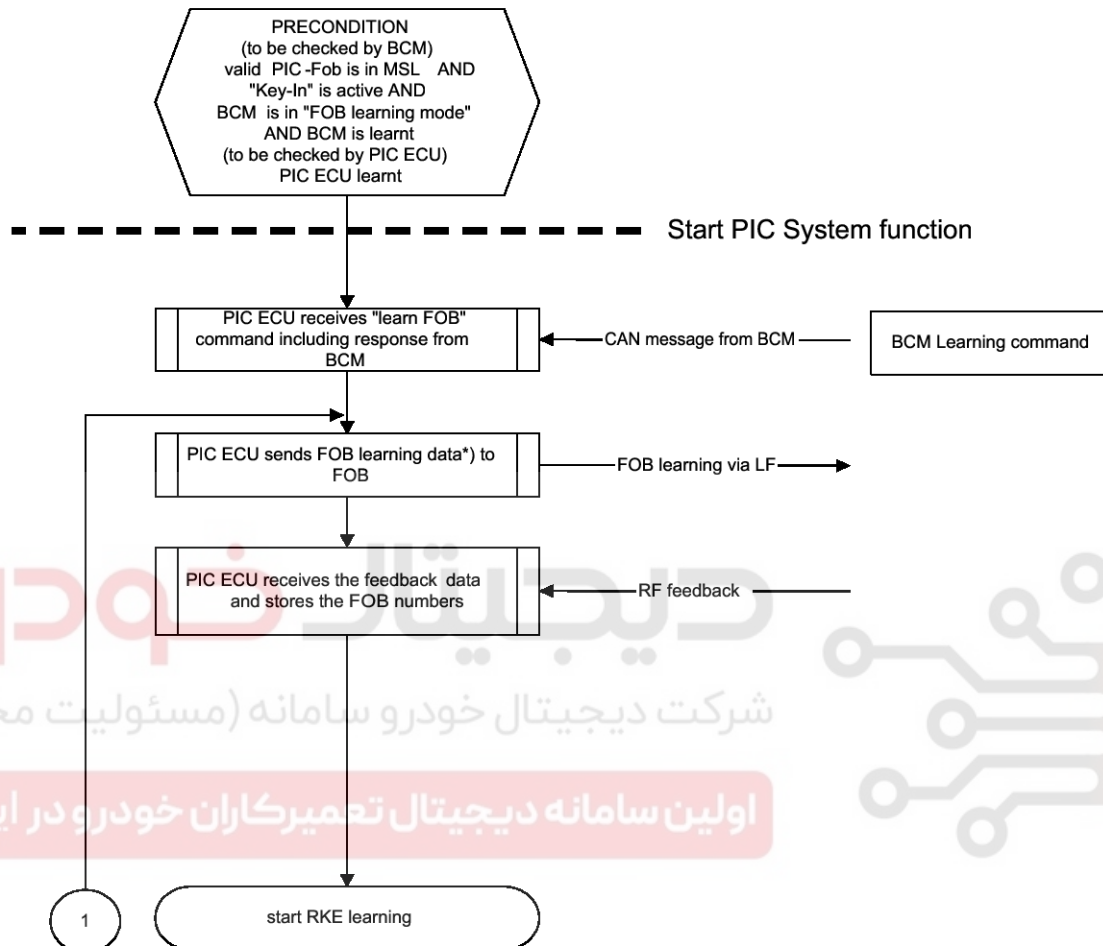 PRECONDITION
(to be checked by BCM)
valid PIC-Fob is in MSL AND
"Key-In" is active AND
BCM is in "FOB learning mode"
AND BCM is learnt
(to be checked by PIC ECU)
PIC ECU learnt
Start PIC System function
PIC ECU receives "learn FOB"
command including response from
BCM
CAN message from BCM
BCM Learning command
PIC ECU sends FOB learning data*) to
FOB
FOB learning via LF
PIC ECU receives the feedback data
and stores the FOB numbers
RF feedback
دیجیتال خودرو
شرکت دیجیتال خودرو سامانه (مسئولیت
اولین سامانه دیجیتال تعمیرکاران خودرو در
1
start RKE learning